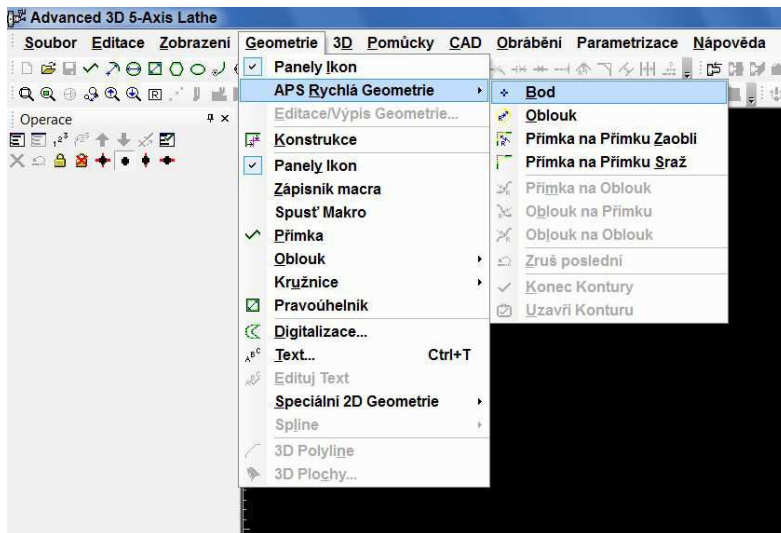 Advanced 3D 5-Axis Lathe
Soubor Editace Zobrazení Geometrie 3D Pomůcky CAD Obrábění Parametrizace Nápověda
Operace
Panely Ikon
APS Rychlá Geometrie
Editace/Výpis Geometrie...
Konstrukce
Panely Ikon
Zápisník macra
Spusť Makro
Přímka
Oblouk
Kružnice
Pravoúhelník
Digitalizace...
Text... Ctrl+T
Edituj Text
Speciální 2D Geometrie
Spline
3D Polyline
3D Plochy...
Bod
Oblouk
Přímka na Přímku Zaobli
Přímka na Přímku Sraž
Přímka na Oblouk
Oblouk na Přímku
Oblouk na Oblouk
Zruš poslední
Konec Kontury
Uzavři Konturu